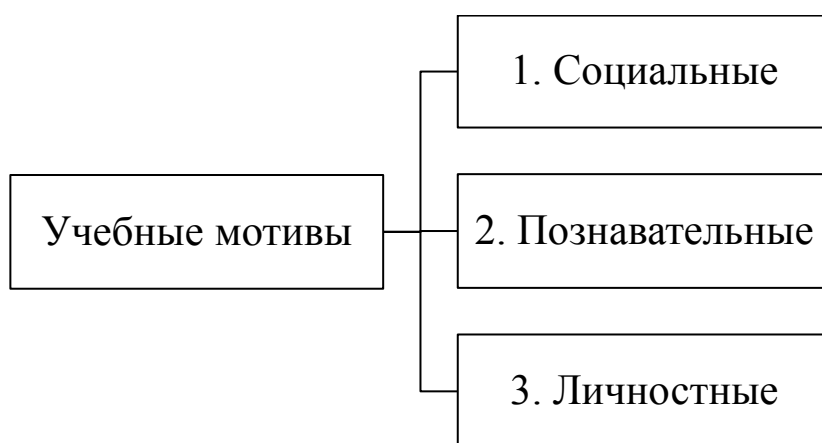 1. Социальные
Учебные мотивы
2. Познавательные
3. Личностные